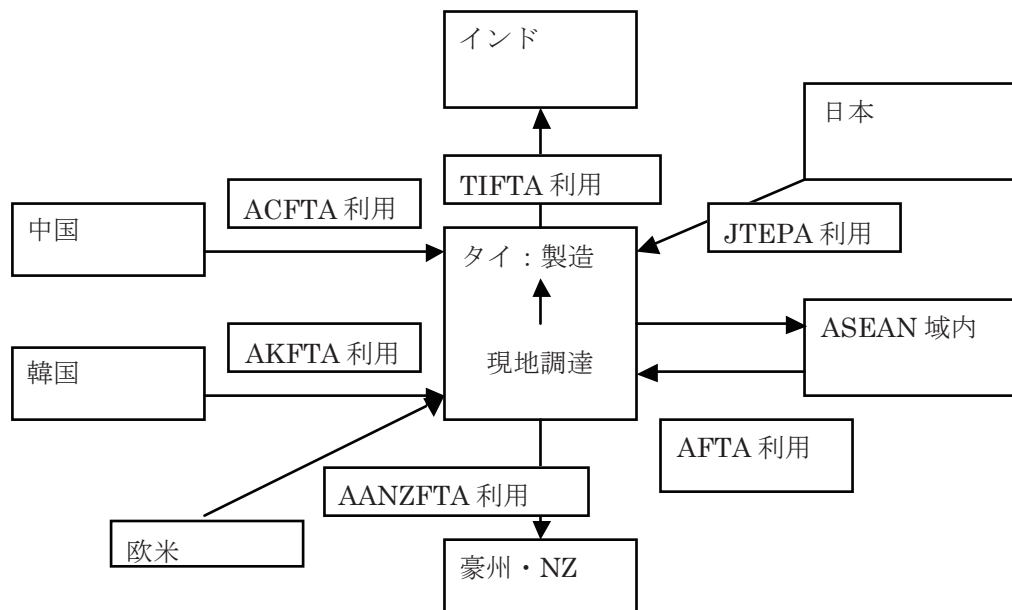 インド
日本
TIFTA 利用
ACFTA 利用
中国
JTEPA 利用
タイ：製造
ASEAN 域内
AKFTA 利用
韓国
現地調達
AFTA 利用
AANZFTA 利用
欧米
豪州・NZ